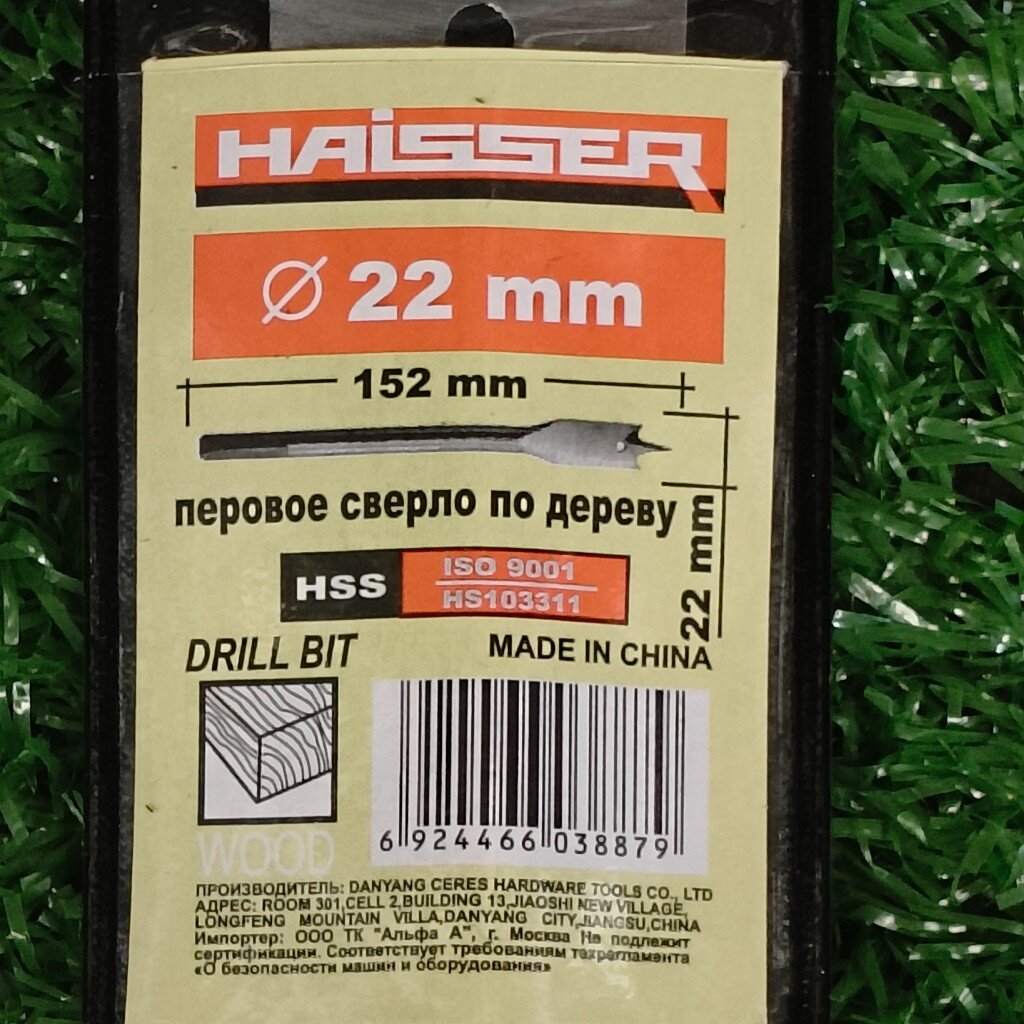 HAISSER
Ø 22 mm
152 mm
22 mm
перовое сверло по дереву
HSS
ISO 9001
HS103311
DRILL BIT
MADE IN CHINA
WOOD
6 924466 038879
ПРОИЗВОДИТЕЛЬ: DANYANG CERES HARDWARE TOOLS CO., LTD
АДРЕС: ROOM 301,CELL 2,BUILDING 13,JIAOSHI NEW VILLAGE,
LONGFENG MOUNTAIN VILLA,DANYANG CITY,JIANGSU,CHINA
Импортер: ООО ТК "Альфа А", г. Москва Не подлежит
сертификации. Соответствует требованиям техрегламента
«О безопасности машин и оборудования»